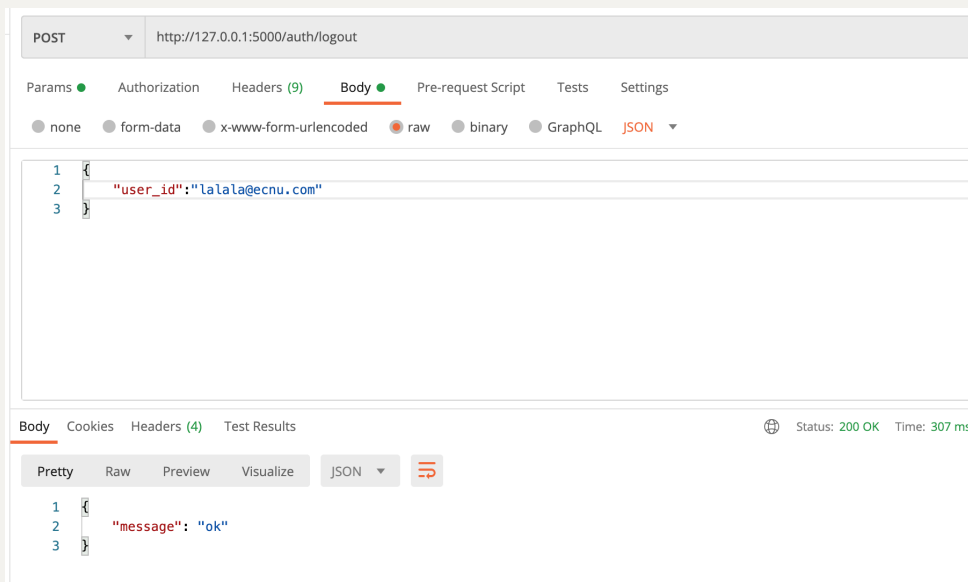 POST http://127.0.0.1:5000/auth/logout
Params Authorization Headers (9) Body Pre-request Script Tests Settings
none form-data x-www-form-urlencoded raw binary GraphQL JSON
1 {
2 "user_id":"lalala@ecnu.com"
3 }
Body Cookies Headers (4) Test Results Status: 200 OK Time: 307 ms
Pretty Raw Preview Visualize JSON
1 {
2 "message": "ok"
3 }